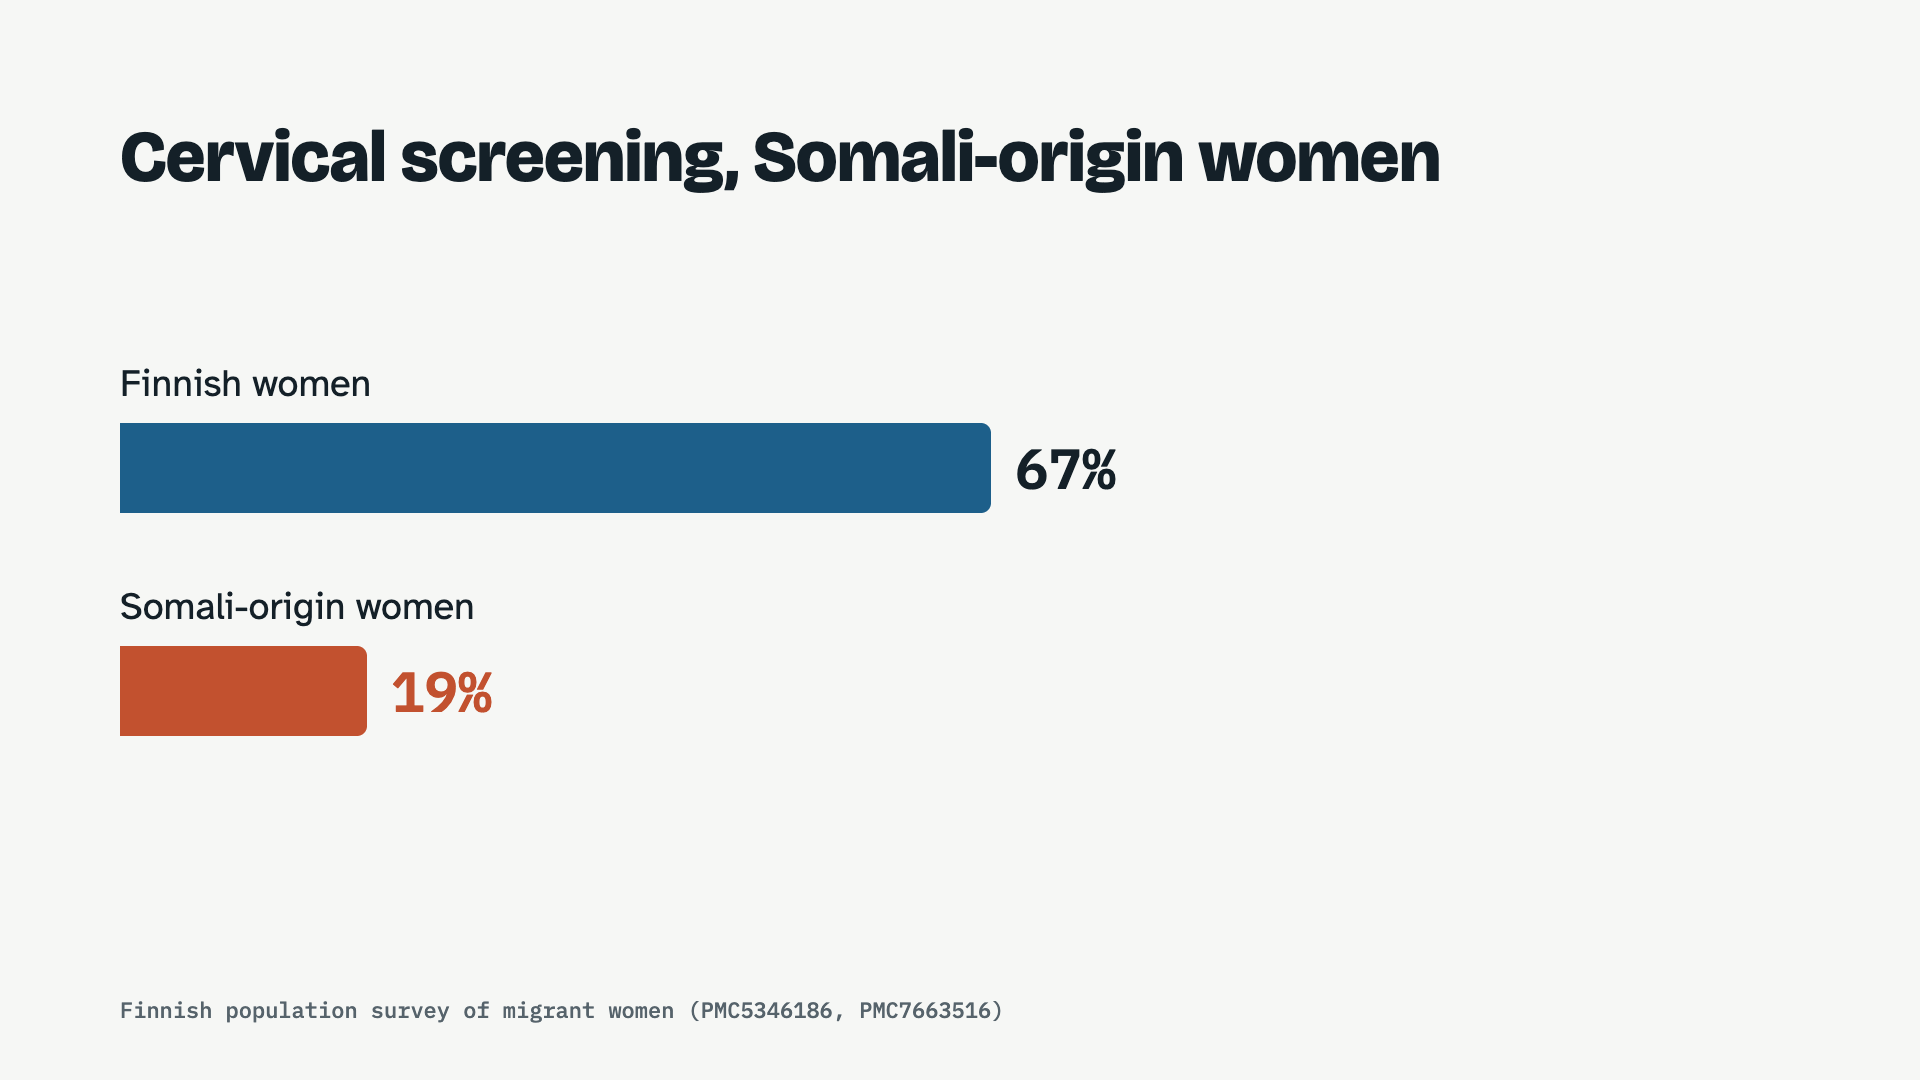 Cervical screening, Somali-origin women
Finnish women
67%
Somali-origin women
19%
Finnish population survey of migrant women (PMC5346186, PMC7663516)